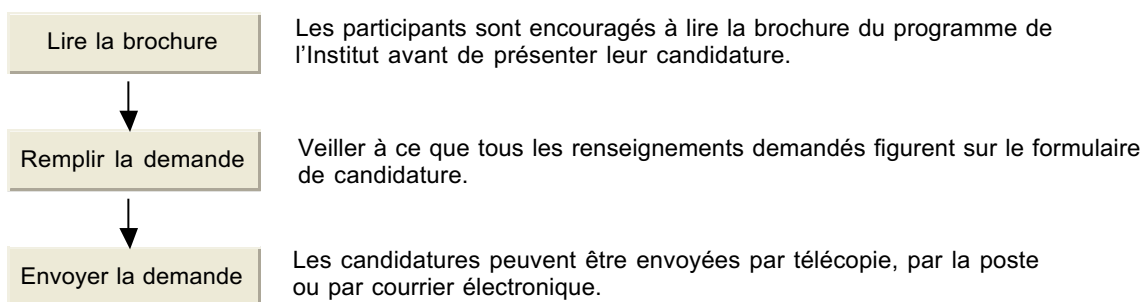 Lire la brochure
Les participants sont encouragés à lire la brochure du programme de
l'Institut avant de présenter leur candidature.
Remplir la demande
Veiller à ce que tous les renseignements demandés figurent sur le formulaire
de candidature.
Envoyer la demande
Les candidatures peuvent être envoyées par télécopie, par la poste
ou par courrier électronique.